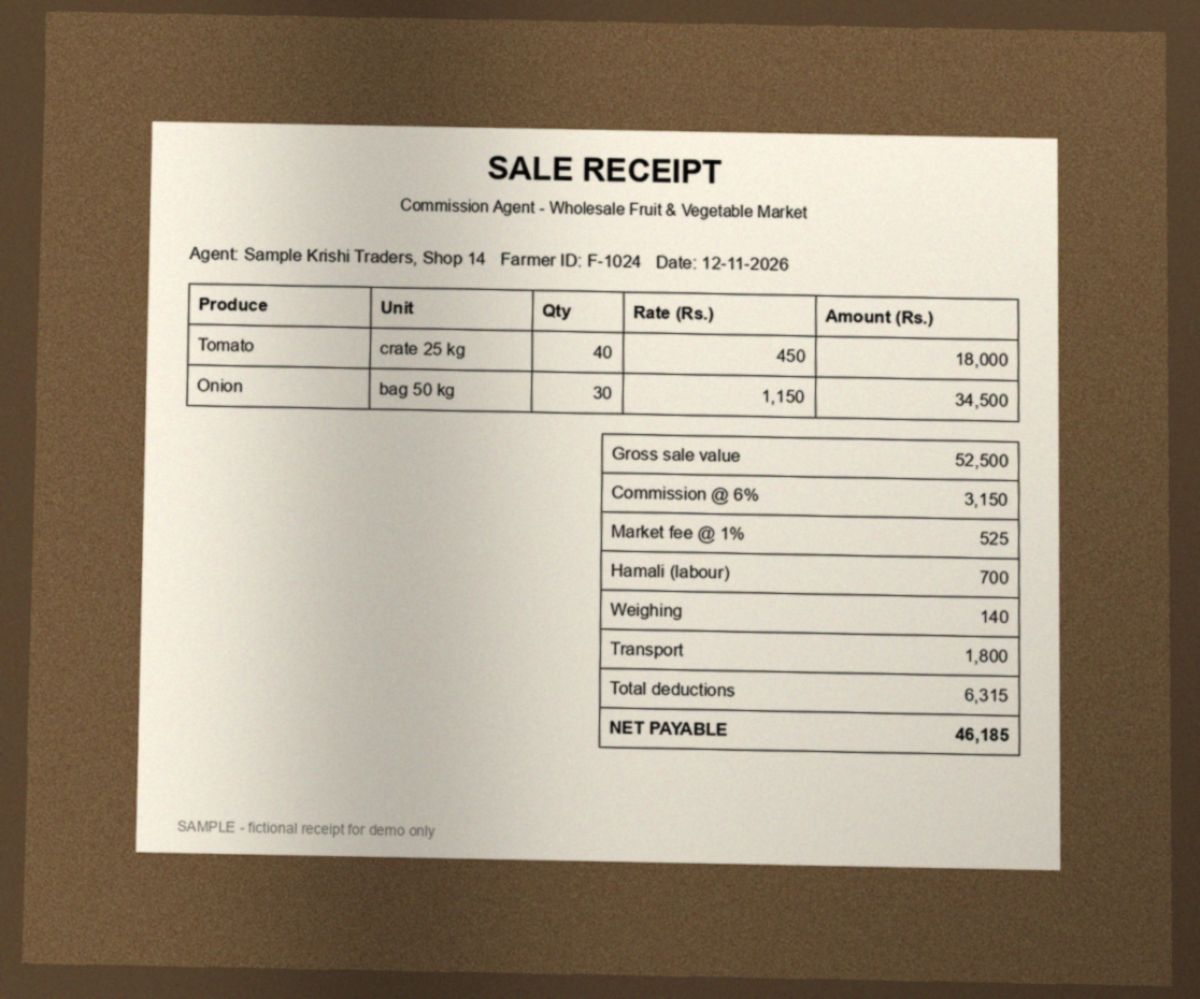 SALE RECEIPT
Commission Agent - Wholesale Fruit & Vegetable Market
Agent: Sample Krishi Traders, Shop 14 Farmer ID: F-1024 Date: 12-11-2026
Produce Unit Qty Rate (Rs.) Amount (Rs.)
Tomato crate 25 kg 40 450 18,000
Onion bag 50 kg 30 1,150 34,500
Gross sale value 52,500
Commission @ 6% 3,150
Market fee @ 1% 525
Hamali (labour) 700
Weighing 140
Transport 1,800
Total deductions 6,315
NET PAYABLE 46,185
SAMPLE - fictional receipt for demo only